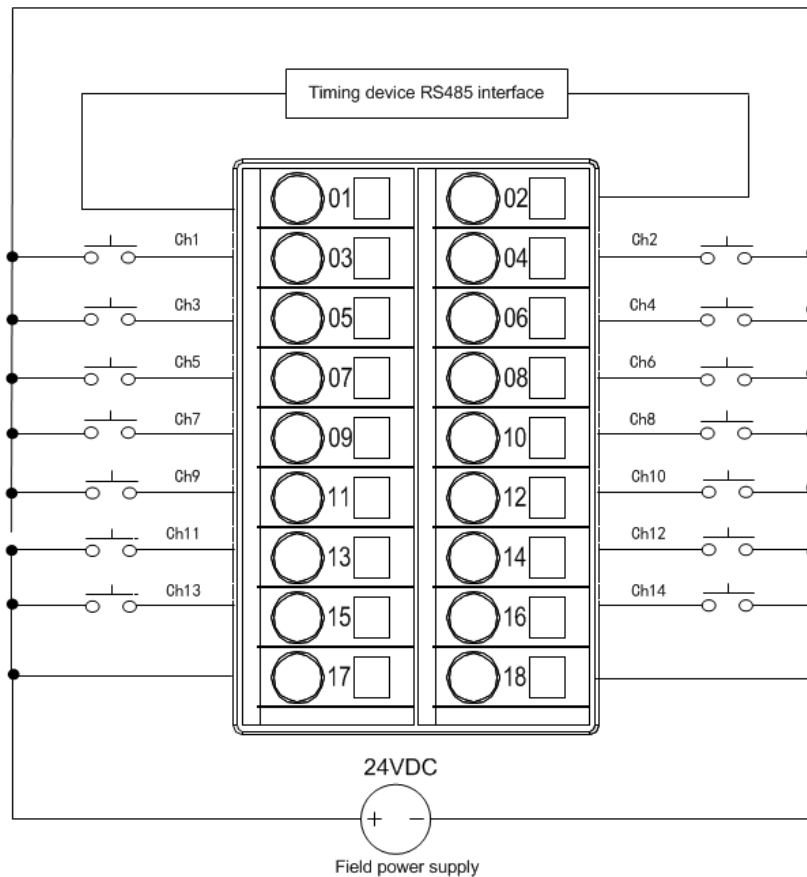 Timing device RS485 interface
01 02
Ch1 03 04 Ch2
Ch3 05 06 Ch4
Ch5 07 08 Ch6
Ch7 09 10 Ch8
Ch9 11 12 Ch10
Ch11 13 14 Ch12
Ch13 15 16 Ch14
17 18
24VDC
+ −
Field power supply